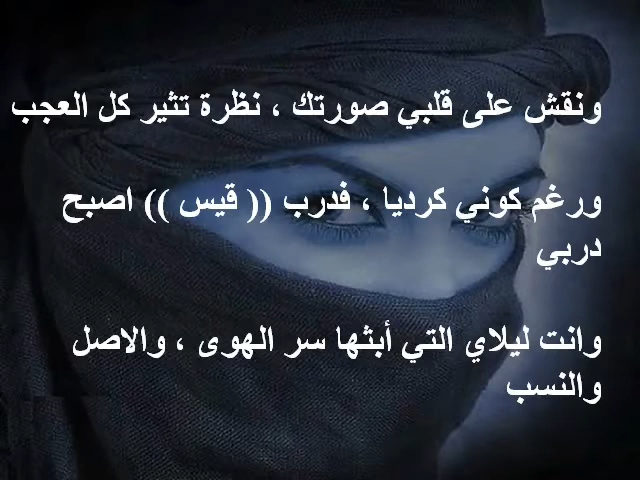 ونقش على قلبي صورتك ، نظرة تثير كل العجب
ورغم كوني كرديا ، فدرب (( قيس )) اصبح
دربي
وانت ليلاي التي أبثها سر الهوى ، والاصل
والنسب